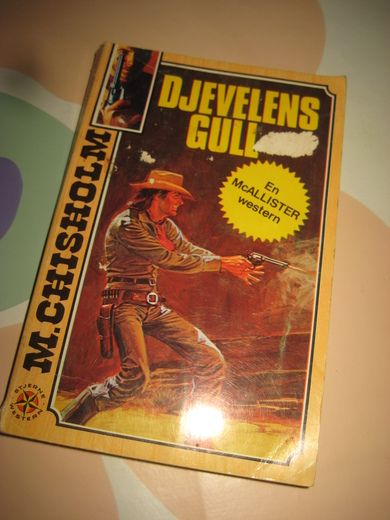 DJEVELENS
GULL
En
McALLISTER
western
M. CHISHOLM
STJERNE
WESTERN